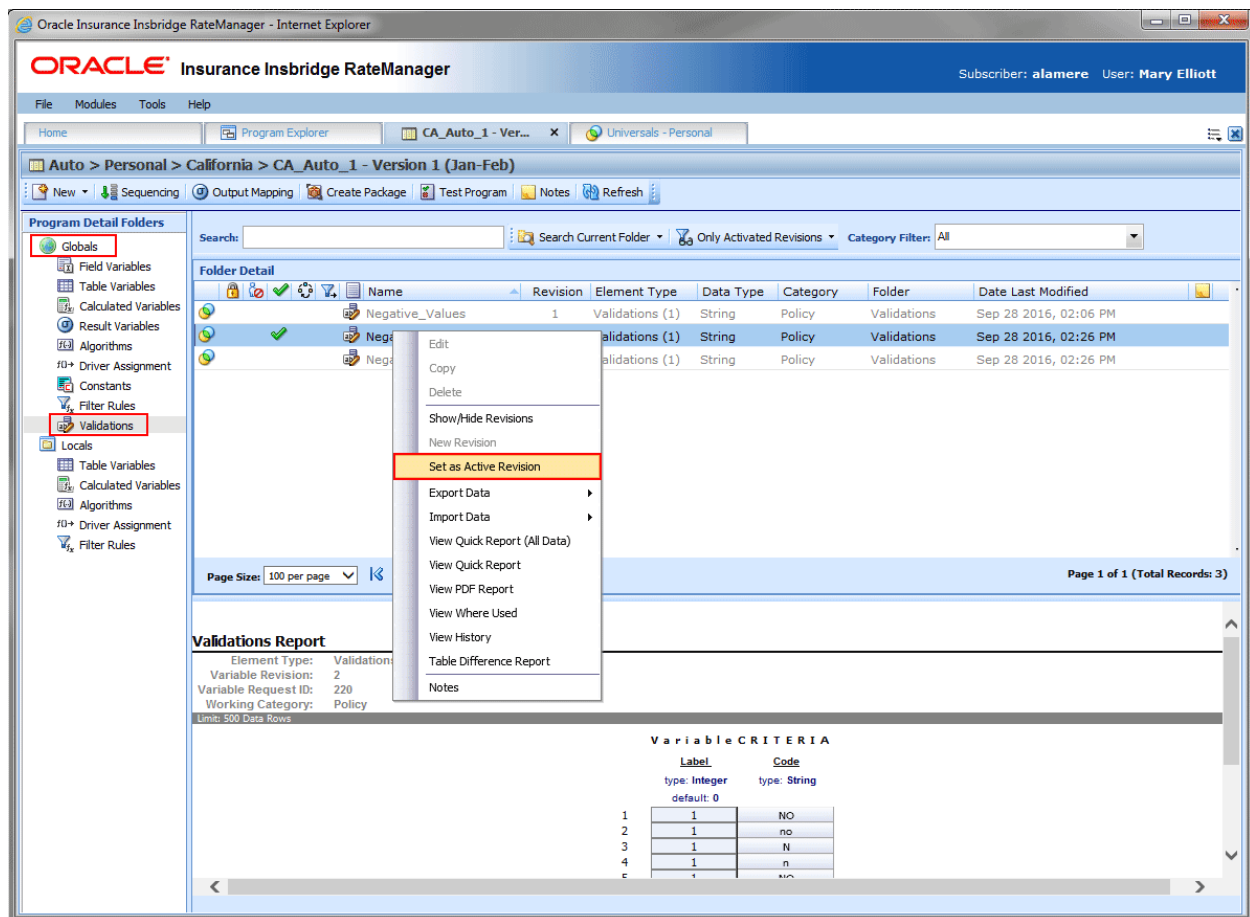 Oracle Insurance Insbridge RateManager - Internet Explorer
ORACLE Insurance Insbridge RateManager
Subscriber: alamere User: Mary Elliott
File Modules Tools Help
Home Program Explorer CA_Auto_1 - Ver... x Universals - Personal
Auto > Personal > California > CA_Auto_1 - Version 1 (Jan-Feb)
New Sequencing Output Mapping Create Package Test Program Notes Refresh
Program Detail Folders
Globals
Field Variables
Table Variables
Calculated Variables
Result Variables
Algorithms
Driver Assignment
Constants
Filter Rules
Validations
Locals
Table Variables
Calculated Variables
Algorithms
Driver Assignment
Filter Rules
Search: Search Current Folder Only Activated Revisions Category Filter: All
Folder Detail
Name Revision Element Type Data Type Category Folder Date Last Modified
Negative_Values 1 Validations (1) String Policy Validations Sep 28 2016, 02:06 PM
Nega alidations (1) String Policy Validations Sep 28 2016, 02:26 PM
Nega alidations (1) String Policy Validations Sep 28 2016, 02:26 PM
Edit
Copy
Delete
Show/Hide Revisions
New Revision
Set as Active Revision
Export Data
Import Data
View Quick Report (All Data)
View Quick Report
View PDF Report
View Where Used
View History
Table Difference Report
Notes
Page Size: 100 per page
Page 1 of 1 (Total Records: 3)
Validations Report
Element Type: Validation
Variable Revision: 2
Variable Request ID: 220
Working Category: Policy
Limit: 500 Data Rows
Variable CRITERIA
Label Code
type: Integer type: String
default: 0
1 1 NO
2 1 no
3 1 N
4 1 n
5 1 NO